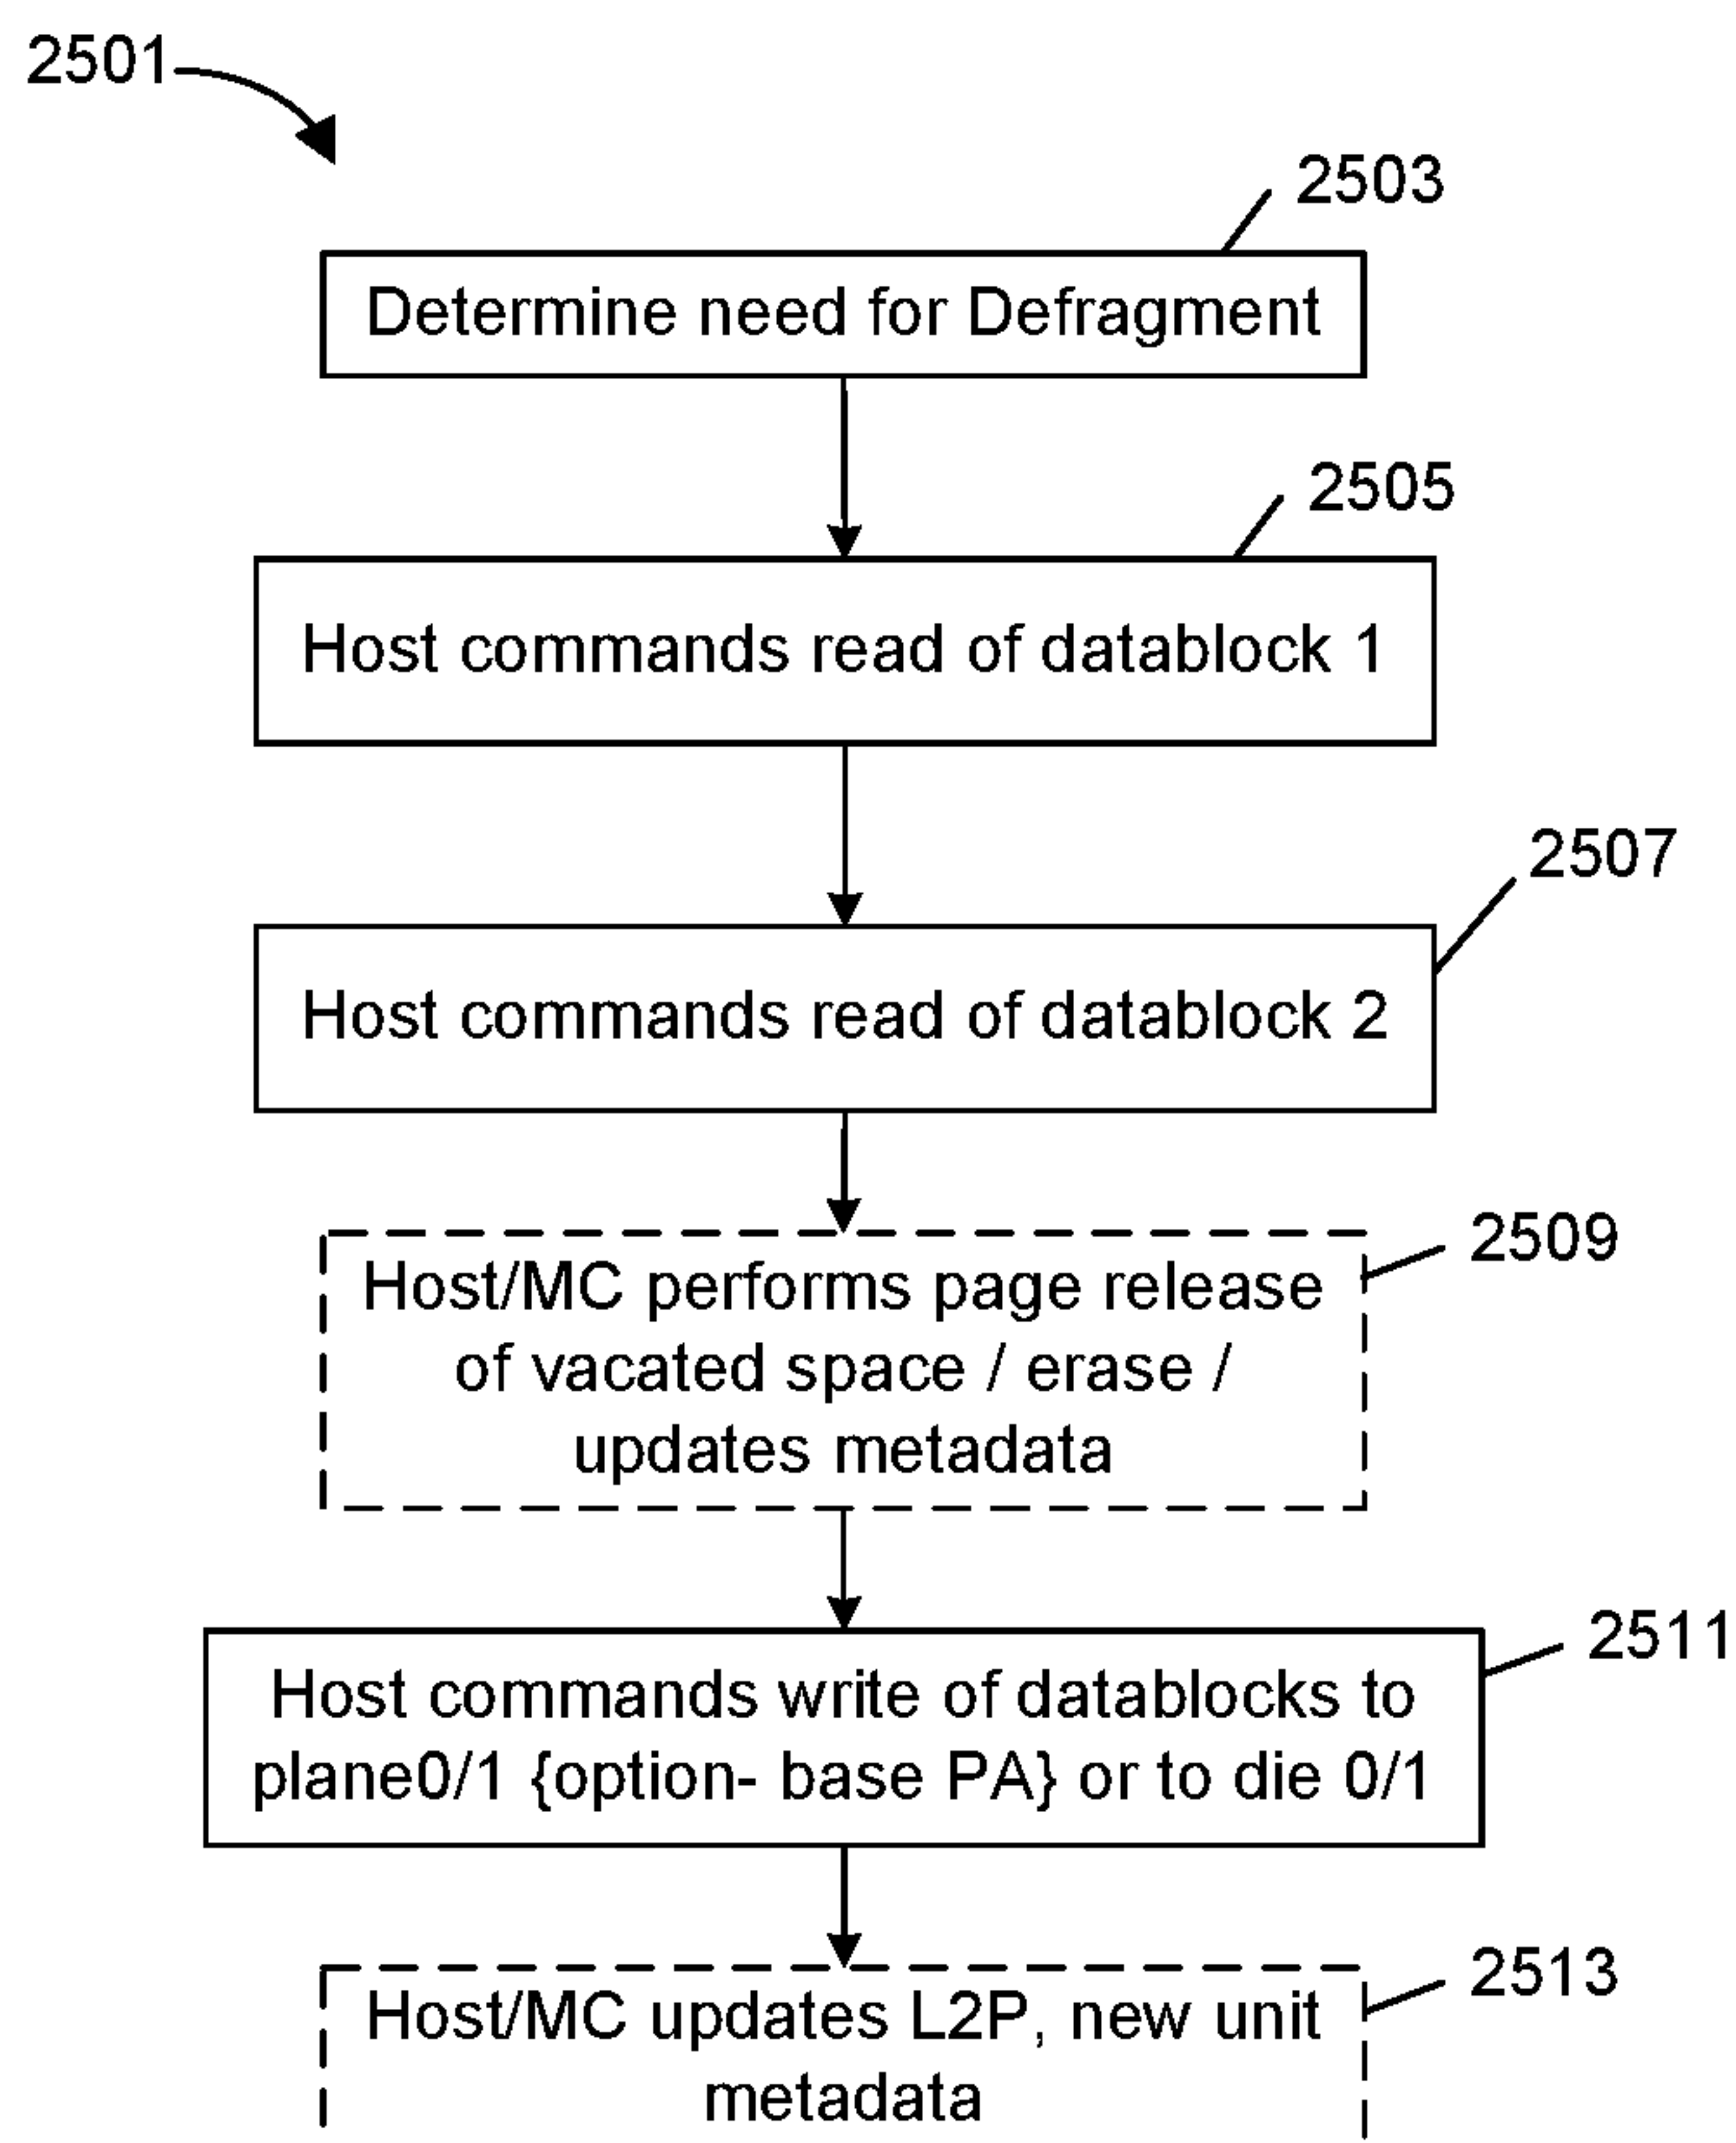 2501
2503
Determine need for Defragment
2505
Host commands read of datablock 1
2507
Host commands read of datablock 2
2509
Host/MC performs page release
of vacated space / erase /
updates metadata
2511
Host commands write of datablocks to
plane0/1 {option- base PA} or to die 0/1
2513
Host/MC updates L2P, new unit
metadata